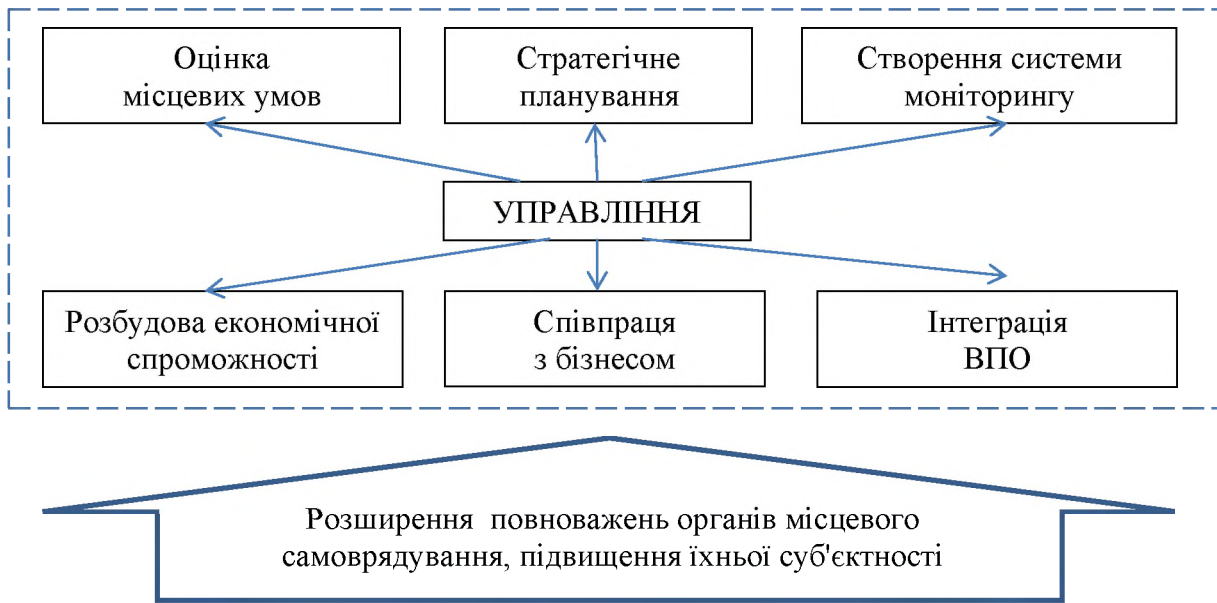 Оцінка
місцевих умов
Стратегічне
планування
Створення системи
моніторингу
УПРАВЛІННЯ
Розбудова економічної
спроможності
Співпраця
з бізнесом
Інтеграція
ВПО
Розширення повноважень органів місцевого
самоврядування, підвищення їхньої суб'єктності